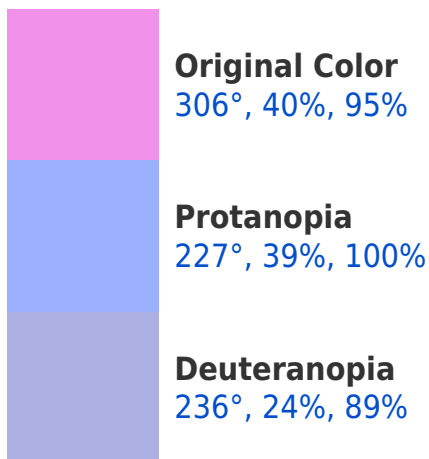 Original Color
306°, 40%, 95%
Protanopia
227°, 39%, 100%
Deuteranopia
236°, 24%, 89%